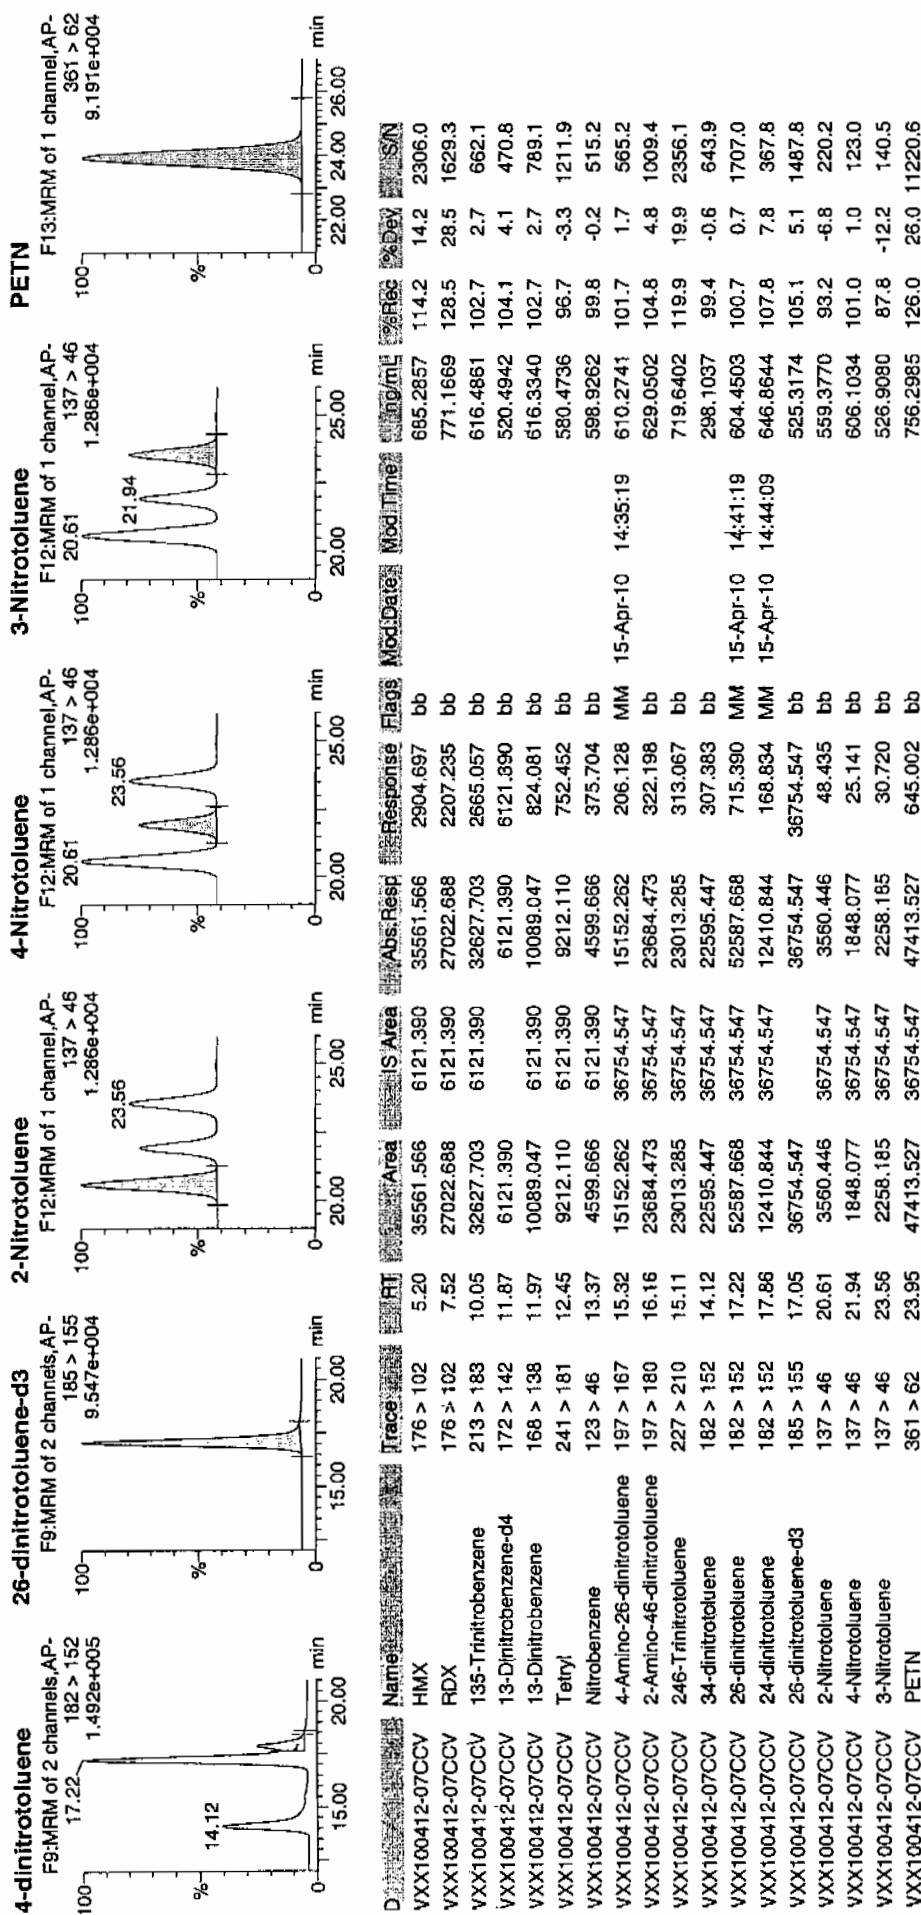 4-dinitrotoluene
F9:MRM of 2 channels,AP-
182 > 152
1.492e+005
100
17.22
14.12
%
0
15.00
20.00
min
26-dinitrotoluene-d3
F9:MRM of 2 channels,AP-
185 > 155
9.547e+004
100
%
0
15.00
20.00
min
2-Nitrotoluene
F12:MRM of 1 channel,AP-
137 > 46
1.286e+004
100
23.56
%
0
20.00
25.00
min
4-Nitrotoluene
F12:MRM of 1 channel,AP-
137 > 46
1.286e+004
100
20.61
23.56
%
0
20.00
25.00
min
3-Nitrotoluene
F12:MRM of 1 channel,AP-
137 > 46
1.286e+004
100
20.61
21.94
%
0
20.00
25.00
min
PETN
F13:MRM of 1 channel,AP-
361 > 62
9.191e+004
100
%
0
22.00
24.00
26.00
min
D Name Trace RT Area IS Area Abs.Resp Response Flags Mod.Date Mod.Time ng/mL %Rec %Dev S/N
VXX100412-07CCV HMX 176 > 102 5.20 35561.566 6121.390 35561.566 2904.697 bb 685.2857 114.2 14.2 2306.0
VXX100412-07CCV RDX 176 > 102 7.52 27022.688 6121.390 27022.688 2207.235 bb 771.1669 128.5 28.5 1629.3
VXX100412-07CCV 135-Trinitrobenzene 213 > 183 10.05 32627.703 6121.390 32627.703 2665.057 bb 616.4861 102.7 2.7 662.1
VXX100412-07CCV 13-Dinitrobenzene-d4 172 > 142 11.87 6121.390 6121.390 6121.390 bb 520.4942 104.1 4.1 470.8
VXX100412-07CCV 13-Dinitrobenzene 168 > 138 11.97 10089.047 6121.390 10089.047 824.081 bb 616.3340 102.7 2.7 789.1
VXX100412-07CCV Tetryl 241 > 181 12.45 9212.110 6121.390 9212.110 752.452 bb 580.4736 96.7 -3.3 1211.9
VXX100412-07CCV Nitrobenzene 123 > 46 13.37 4599.666 6121.390 4599.666 375.704 bb 598.9262 99.8 -0.2 515.2
VXX100412-07CCV 4-Amino-26-dinitrotoluene 197 > 167 15.32 15152.262 36754.547 15152.262 206.128 MM 15-Apr-10 14:35:19 610.2741 101.7 1.7 565.2
VXX100412-07CCV 2-Amino-46-dinitrotoluene 197 > 180 16.16 23684.473 36754.547 23684.473 322.198 bb 629.0502 104.8 4.8 1009.4
VXX100412-07CCV 246-Trinitrotoluene 227 > 210 15.11 23013.285 36754.547 23013.285 313.067 bb 719.6402 119.9 19.9 2356.1
VXX100412-07CCV 34-dinitrotoluene 182 > 152 14.12 22595.447 36754.547 22595.447 307.383 bb 298.1037 99.4 -0.6 643.9
VXX100412-07CCV 26-dinitrotoluene 182 > 152 17.22 52587.668 36754.547 52587.668 715.390 MM 15-Apr-10 14:41:19 604.4503 100.7 0.7 1707.0
VXX100412-07CCV 24-dinitrotoluene 182 > 152 17.86 12410.844 36754.547 12410.844 168.834 MM 15-Apr-10 14:44:09 646.8644 107.8 7.8 367.8
VXX100412-07CCV 26-dinitrotoluene-d3 185 > 155 17.05 36754.547 36754.547 36754.547 bb 525.3174 105.1 5.1 1487.8
VXX100412-07CCV 2-Nitrotoluene 137 > 46 20.61 3560.446 36754.547 3560.446 48.435 bb 559.3770 93.2 -6.8 220.2
VXX100412-07CCV 4-Nitrotoluene 137 > 46 21.94 1848.077 36754.547 1848.077 25.141 bb 606.1034 101.0 1.0 123.0
VXX100412-07CCV 3-Nitrotoluene 137 > 46 23.56 2258.185 36754.547 2258.185 30.720 bb 526.9080 87.8 -12.2 140.5
VXX100412-07CCV PETN 361 > 62 23.95 47413.527 36754.547 47413.527 645.002 bb 756.2985 126.0 26.0 11220.6